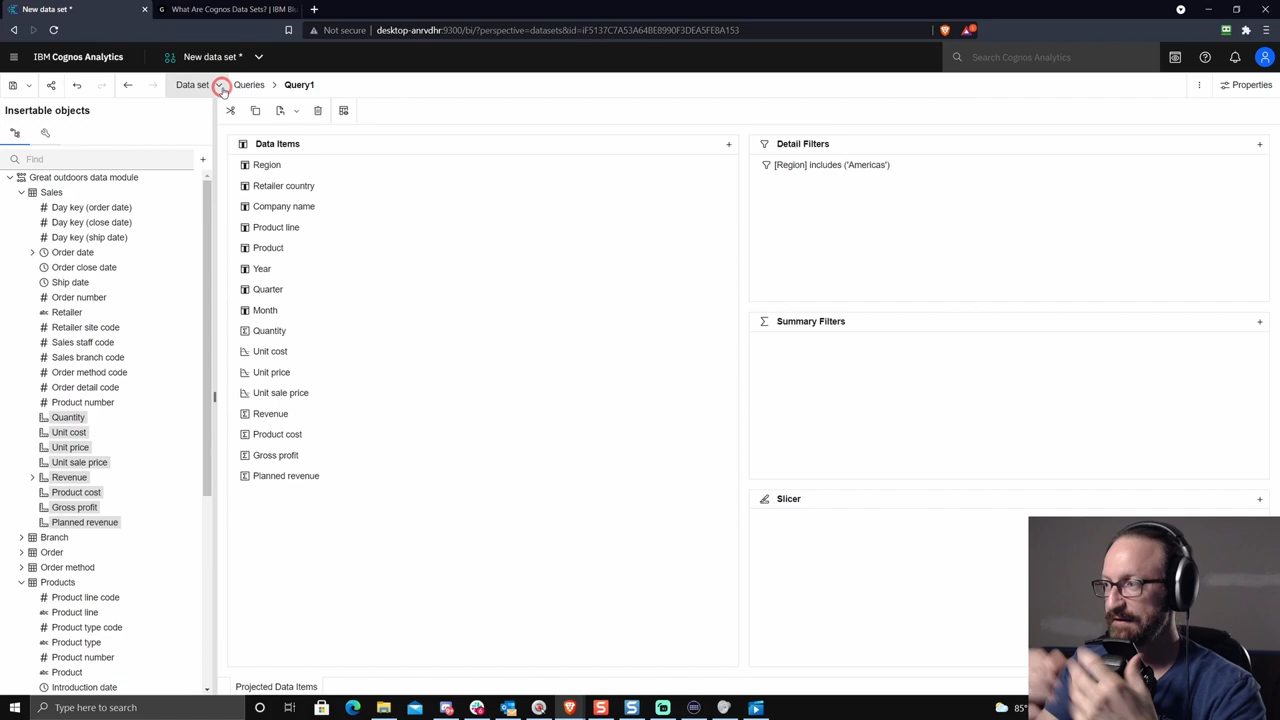 New data set *
What Are Cognos Data Sets? | IBM Bl
Not secure desktop-anrvdhr:9300/bi/?perspective=datasets&id=iF5137C7A53A64BE8990F3DEA5FE8A153
IBM Cognos Analytics
New data set *
Search Cognos Analytics
Data set
Queries
Query1
Properties
Insertable objects
Find
Great outdoors data module
Sales
Day key (order date)
Day key (close date)
Day key (ship date)
Order date
Order close date
Ship date
Order number
Retailer
Retailer site code
Sales staff code
Sales branch code
Order method code
Order detail code
Product number
Quantity
Unit cost
Unit price
Unit sale price
Revenue
Product cost
Gross profit
Planned revenue
Branch
Order
Order method
Products
Product line code
Product line
Product type code
Product type
Product number
Product
Introduction date
Data Items
Region
Retailer country
Company name
Product line
Product
Year
Quarter
Month
Quantity
Unit cost
Unit price
Unit sale price
Revenue
Product cost
Gross profit
Planned revenue
Detail Filters
[Region] includes ('Americas')
Summary Filters
Slicer
Projected Data Items
Type here to search
85°